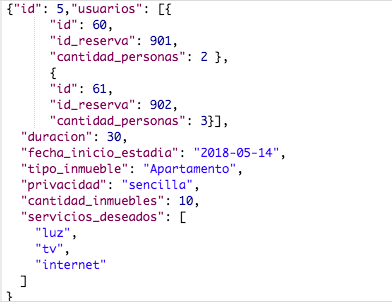 {"id": 5,"usuarios": [{
"id": 60,
"id_reserva": 901,
"cantidad_personas": 2 },
{
"id": 61,
"id_reserva": 902,
"cantidad_personas": 3}],
"duracion": 30,
"fecha_inicio_estadia": "2018-05-14",
"tipo_inmueble": "Apartamento",
"privacidad": "sencilla",
"cantidad_inmuebles": 10,
"servicios_deseados": [
"luz",
"tv",
"internet"
]
}